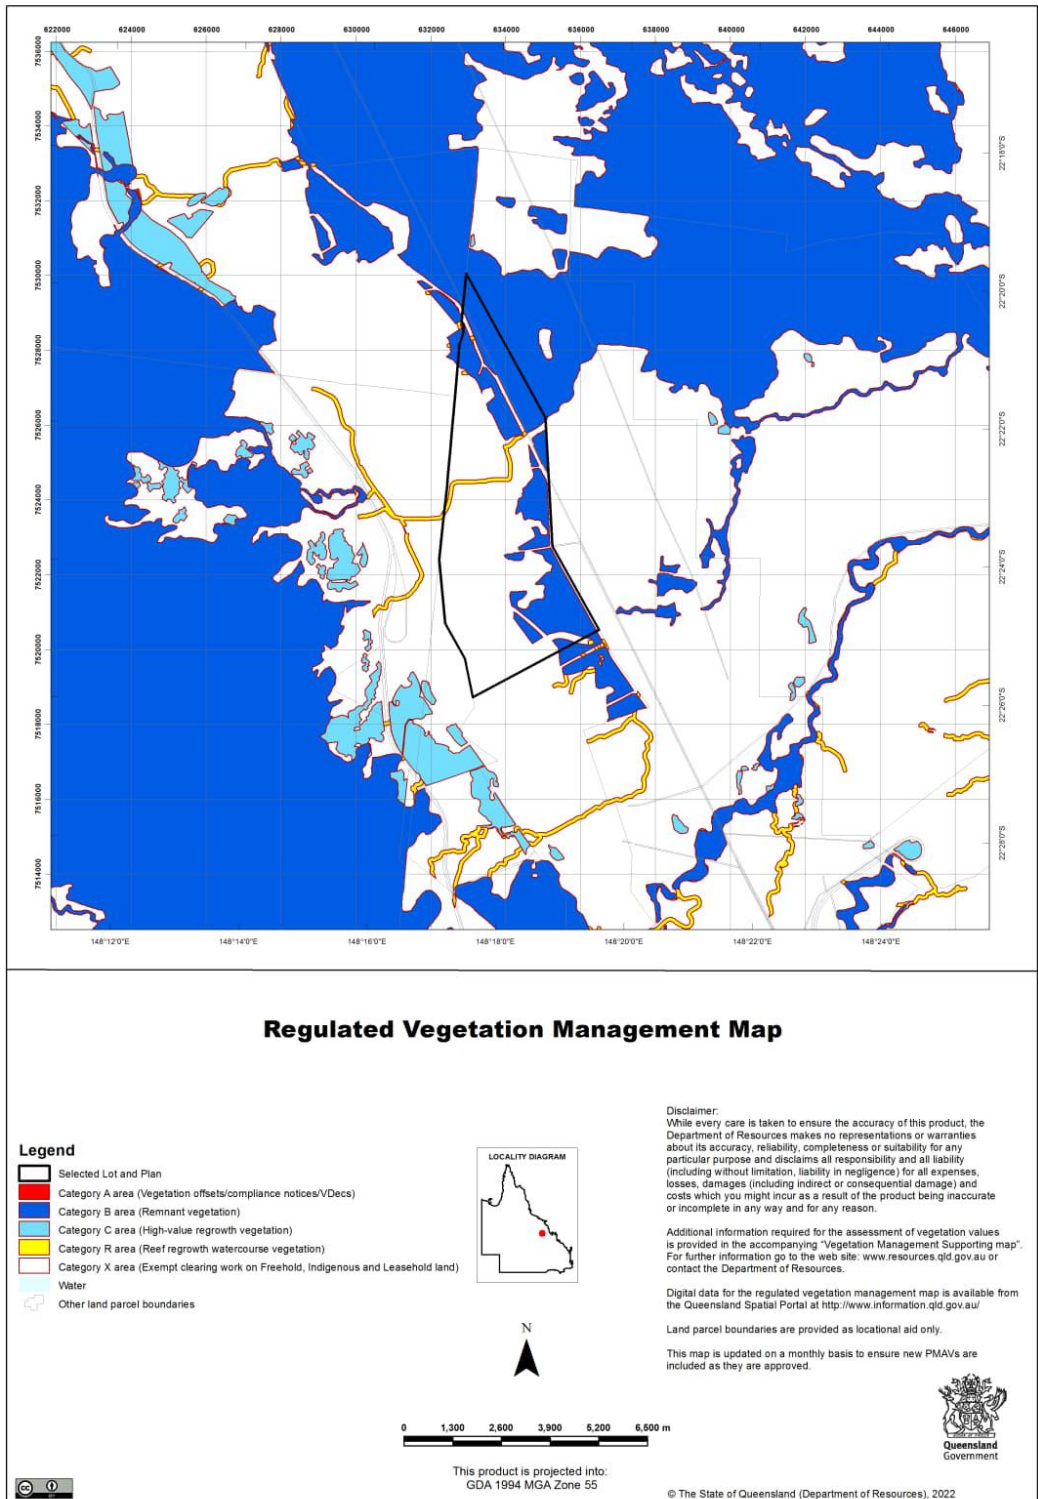 622000 624000 626000 628000 630000 632000 634000 636000 638000 640000 642000 644000 646000
7536000
7534000
7532000
7530000
7528000
7526000
7524000
7522000
7520000
7518000
7516000
7514000
22°18'0"S
22°20'0"S
22°22'0"S
22°24'0"S
22°26'0"S
22°28'0"S
148°12'0"E 148°14'0"E 148°16'0"E 148°18'0"E 148°20'0"E 148°22'0"E 148°24'0"E
Regulated Vegetation Management Map
Legend
Selected Lot and Plan
Category A area (Vegetation offsets/compliance notices/VDecs)
Category B area (Remnant vegetation)
Category C area (High-value regrowth vegetation)
Category R area (Reef regrowth watercourse vegetation)
Category X area (Exempt clearing work on Freehold, Indigenous and Leasehold land)
Water
Other land parcel boundaries
LOCALITY DIAGRAM
N
0 1,300 2,600 3,900 5,200 6,500 m
This product is projected into:
GDA 1994 MGA Zone 55
Disclaimer:
While every care is taken to ensure the accuracy of this product, the
Department of Resources makes no representations or warranties
about its accuracy, reliability, completeness or suitability for any
particular purpose and disclaims all responsibility and all liability
(including without limitation, liability in negligence) for all expenses,
losses, damages (including indirect or consequential damage) and
costs which you might incur as a result of the product being inaccurate
or incomplete in any way and for any reason.
Additional information required for the assessment of vegetation values
is provided in the accompanying "Vegetation Management Supporting map".
For further information go to the web site: www.resources.qld.gov.au or
contact the Department of Resources.
Digital data for the regulated vegetation management map is available from
the Queensland Spatial Portal at http://www.information.qld.gov.au/
Land parcel boundaries are provided as locational aid only.
This map is updated on a monthly basis to ensure new PMAVs are
included as they are approved.
Queensland
Government
cc
BY
© The State of Queensland (Department of Resources), 2022